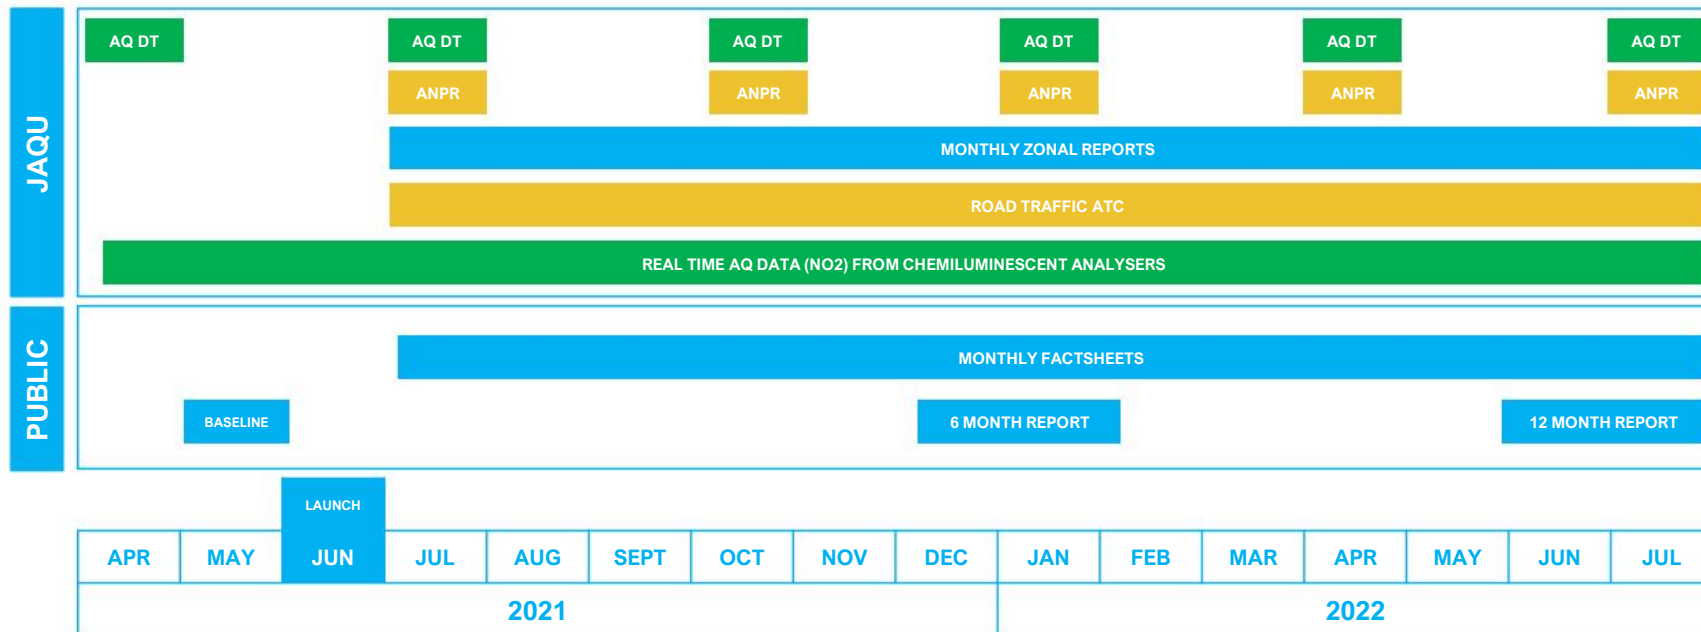 JAQU
AQ DT
AQ DT
AQ DT
AQ DT
AQ DT
AQ DT
ANPR
ANPR
ANPR
ANPR
ANPR
MONTHLY ZONAL REPORTS
ROAD TRAFFIC ATC
REAL TIME AQ DATA (NO2) FROM CHEMILUMINESCENT ANALYSERS
PUBLIC
MONTHLY FACTSHEETS
BASELINE
6 MONTH REPORT
12 MONTH REPORT
LAUNCH
APR
MAY
JUN
JUL
AUG
SEPT
OCT
NOV
DEC
JAN
FEB
MAR
APR
MAY
JUN
JUL
2021
2022